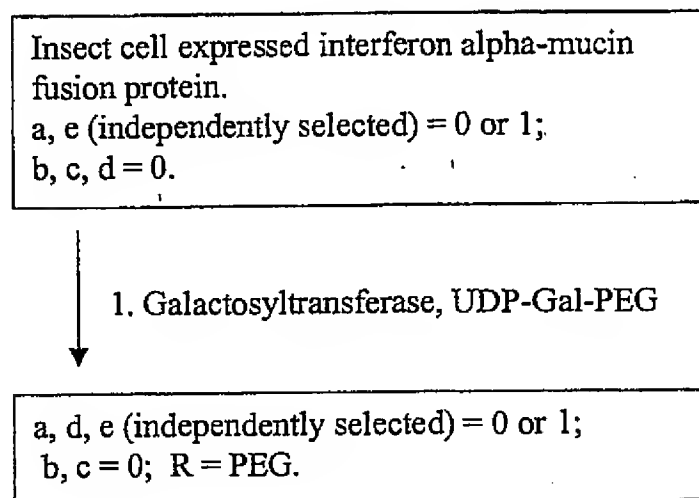 Insect cell expressed interferon alpha-mucin
fusion protein.
a, e (independently selected) = 0 or 1;
b, c, d = 0.
1. Galactosyltransferase, UDP-Gal-PEG
a, d, e (independently selected) = 0 or 1;
b, c = 0; R = PEG.